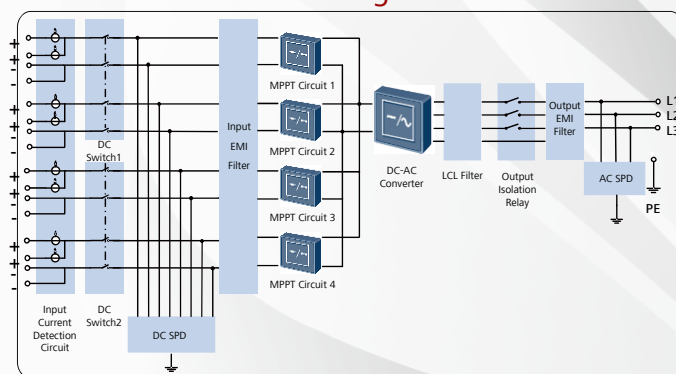 +
+
-
-
+
+
-
-
+
+
-
-
+
+
-
-
DC
Switch1
Input
EMI
Filter
MPPT Circuit 1
MPPT Circuit 2
MPPT Circuit 3
MPPT Circuit 4
DC-AC
Converter
LCL Filter
Output
Isolation
Relay
Output
EMI
Filter
L1
L2
L3
AC SPD
PE
Input
Current
Detection
Circuit
DC
Switch2
DC SPD